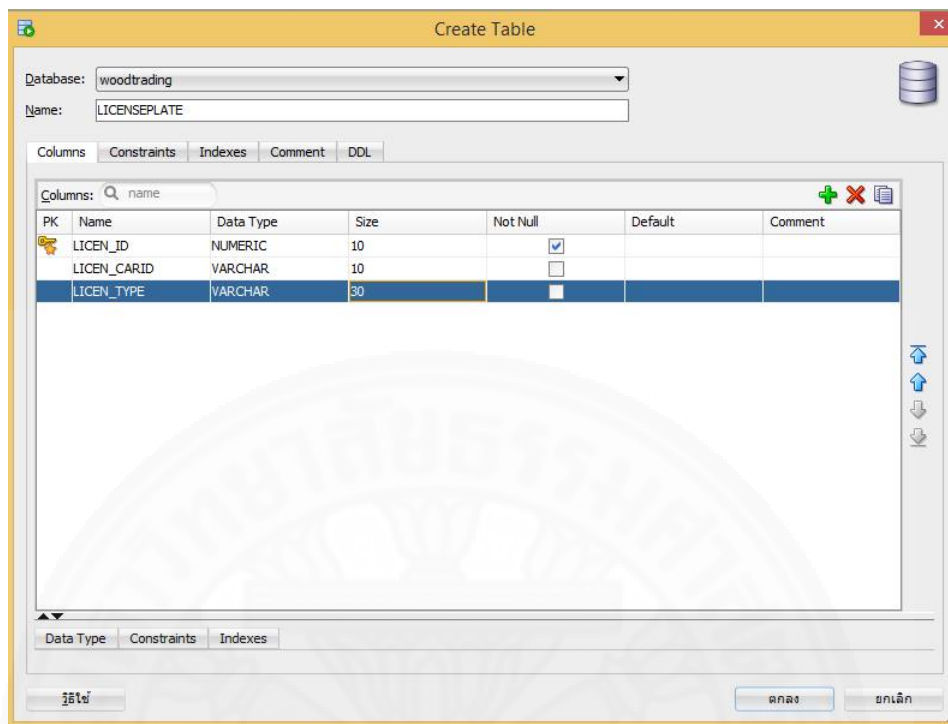 Create Table
Database: woodtrading
Name: LICENSEPLATE
Columns Constraints Indexes Comment DDL
Columns: name
PK Name Data Type Size Not Null Default Comment
LICEN_ID NUMERIC 10
LICEN_CARID VARCHAR 10
LICEN_TYPE VARCHAR 30
Data Type Constraints Indexes
วิธีใช้ ตกลง ยกเลิก